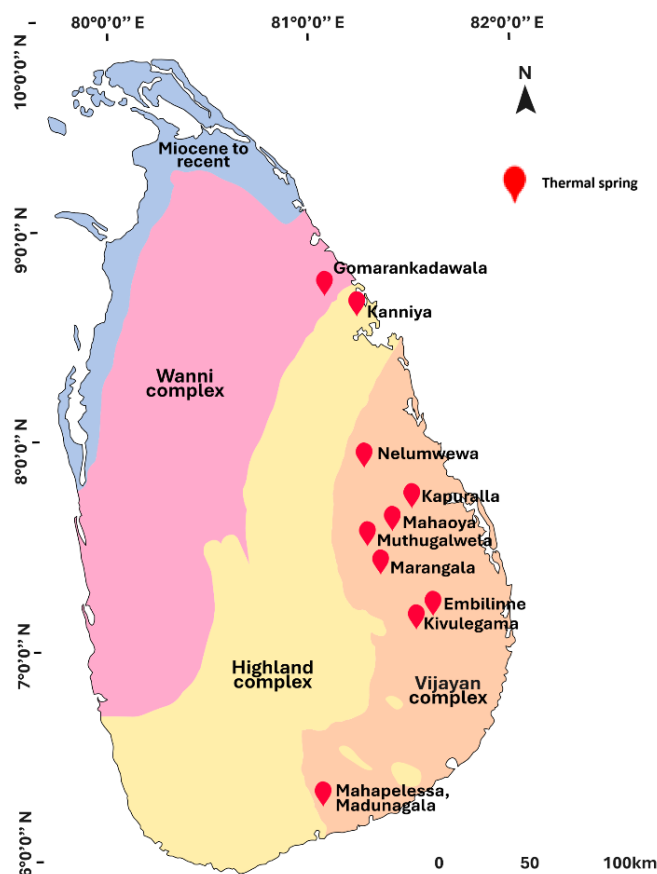 80°0’0’’ E
81°0’0’’ E
82°0’0’’ E
10°0’0’’ N
N
Miocene to
recent
Thermal spring
9°0’0’’ N
Gomarankadawala
Kanniya
Wanni
complex
8°0’0’’ N
Nelumwewa
Kapuralla
Mahaoya
Muthugalwela
Marangala
Embilinne
Kivulegama
7°0’0’’ N
Highland
complex
Vijayan
complex
Mahapelessa,
Madunagala
6°0’0’’ N
0 50 100km